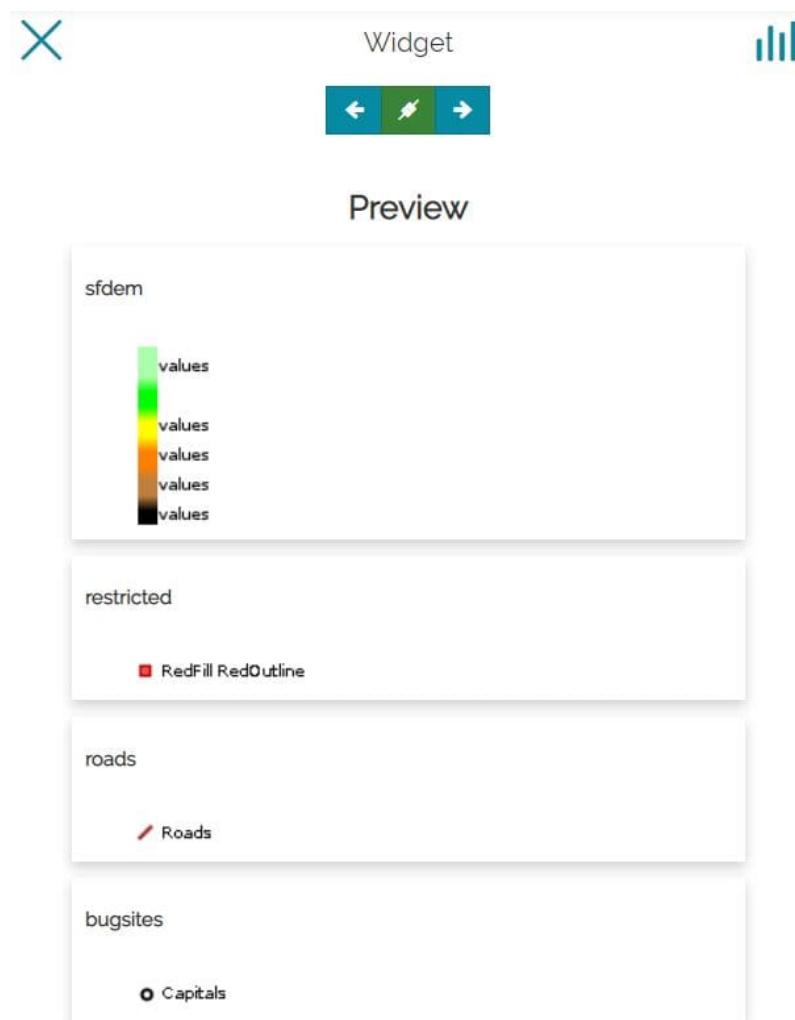 Widget
Preview
sfdem
values
values
values
values
values
restricted
RedFill RedOutline
roads
Roads
bugsites
Capitals